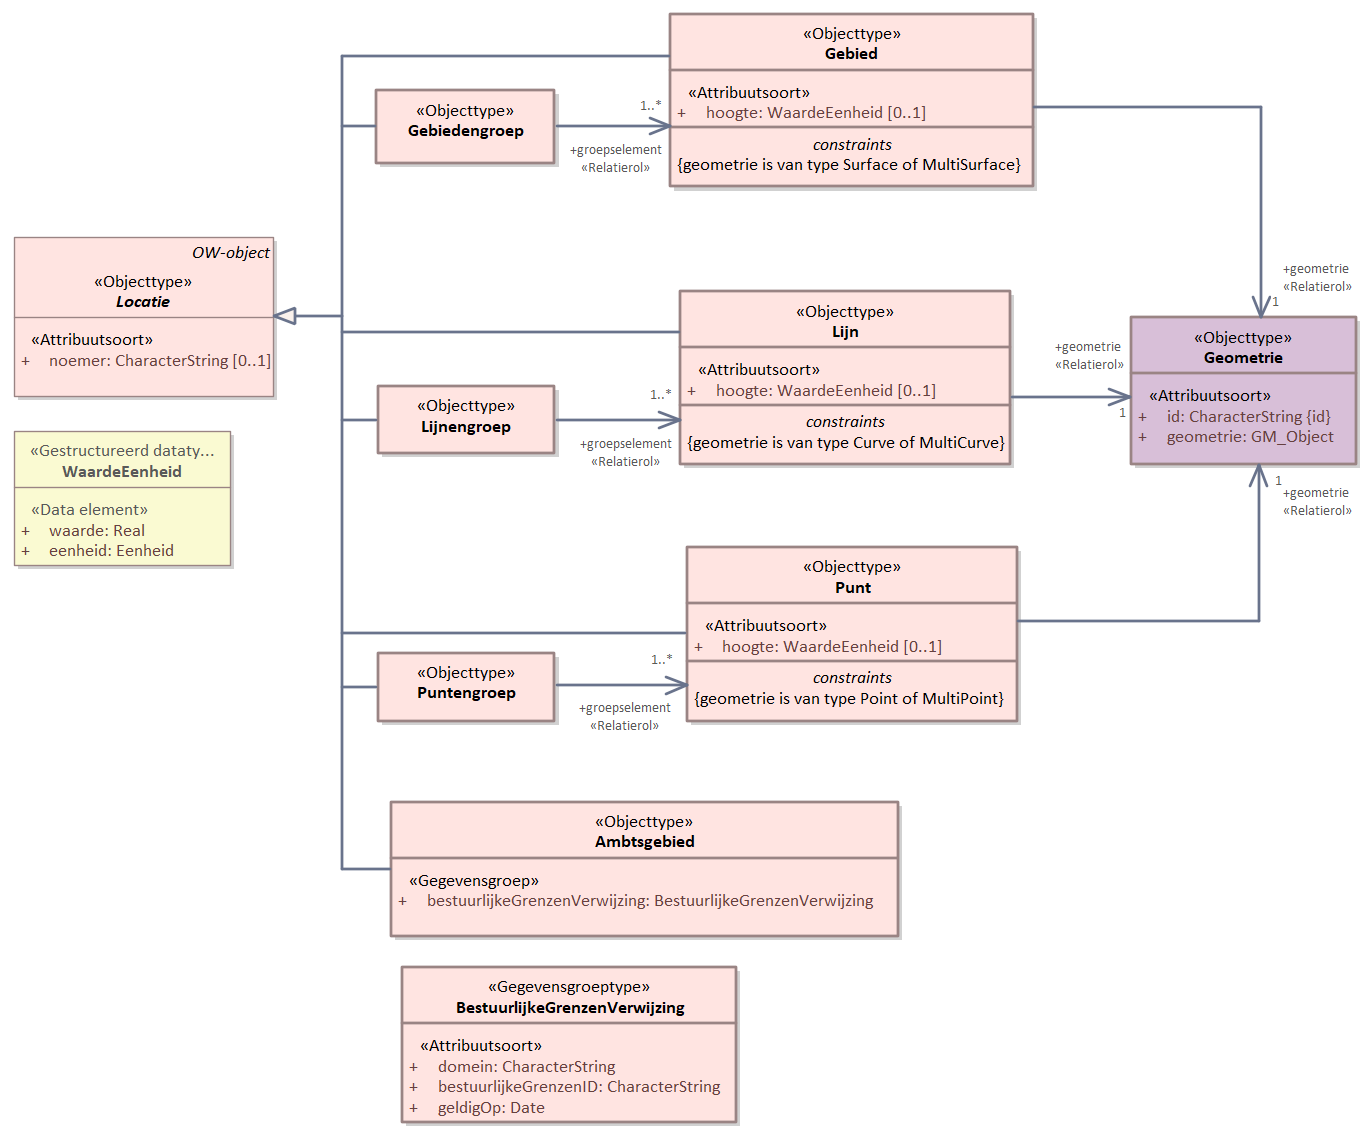 «Objecttype»
Gebied
«Attribuutsoort»
+ hoogte: WaardeEenheid [0..1]
constraints
{geometrie is van type Surface of MultiSurface}
«Objecttype»
Gebiedengroep
1..*
+groepselement
«Relatierol»
OW-object
«Objecttype»
Locatie
«Attribuutsoort»
+ noemer: CharacterString [0..1]
+geometrie
«Relatierol»
1
«Objecttype»
Lijn
«Attribuutsoort»
+ hoogte: WaardeEenheid [0..1]
constraints
{geometrie is van type Curve of MultiCurve}
«Objecttype»
Lijnengroep
1..*
+groepselement
«Relatierol»
+geometrie
«Relatierol»
1
«Objecttype»
Geometrie
«Attribuutsoort»
+ id: CharacterString {id}
+ geometrie: GM_Object
«Gestructureerd dataty...
WaardeEenheid
«Data element»
+ waarde: Real
+ eenheid: Eenheid
1
+geometrie
«Relatierol»
«Objecttype»
Punt
«Attribuutsoort»
+ hoogte: WaardeEenheid [0..1]
constraints
{geometrie is van type Point of MultiPoint}
«Objecttype»
Puntengroep
1..*
+groepselement
«Relatierol»
«Objecttype»
Ambtsgebied
«Gegevensgroep»
+ bestuurlijkeGrenzenVerwijzing: BestuurlijkeGrenzenVerwijzing
«Gegevensgroeptype»
BestuurlijkeGrenzenVerwijzing
«Attribuutsoort»
+ domein: CharacterString
+ bestuurlijkeGrenzenID: CharacterString
+ geldigOp: Date